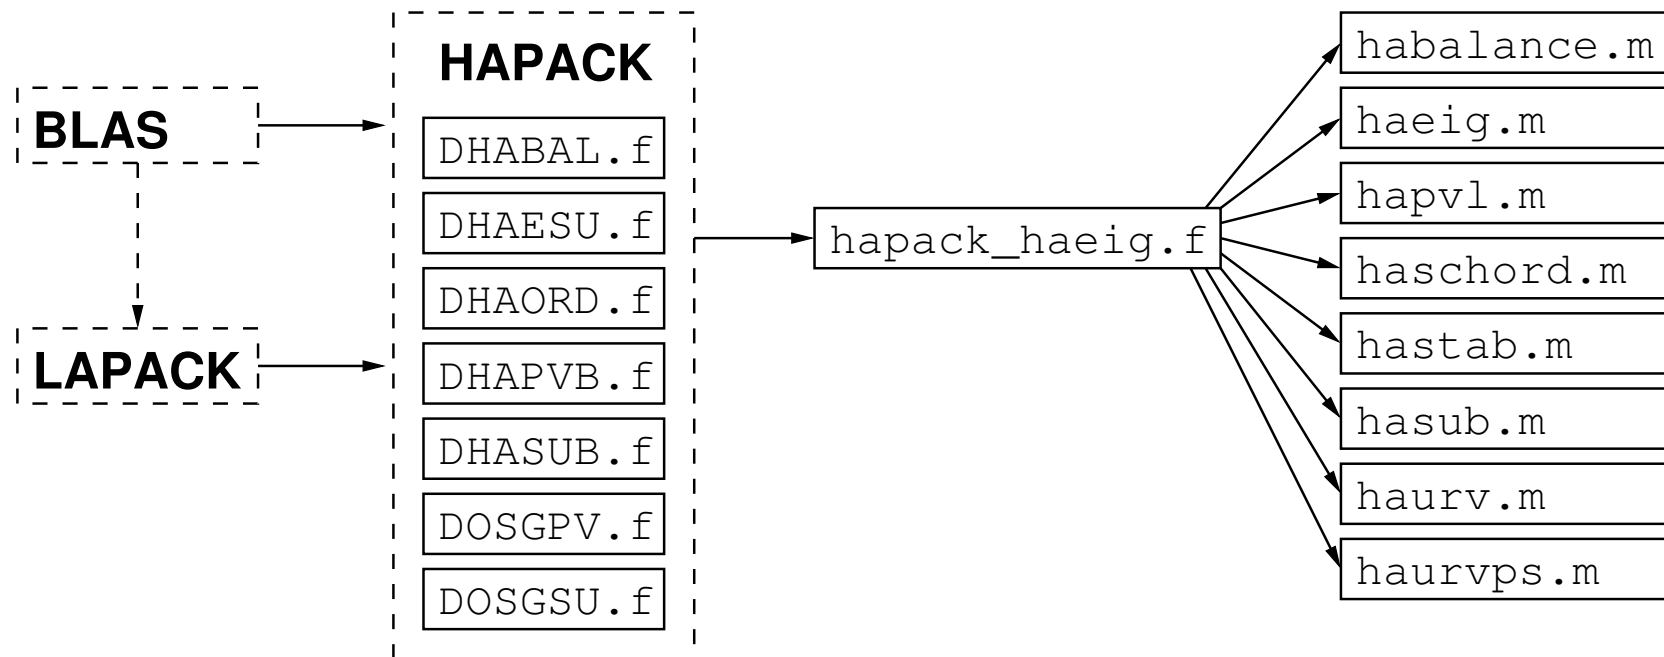 BLAS
LAPACK
HAPACK
DHABAL.f
DHAESU.f
DHAORD.f
DHAPVB.f
DHASUB.f
DOSGPV.f
DOSGSU.f
hapack_haeig.f
habalance.m
haeig.m
hapvl.m
haschord.m
hastab.m
hasub.m
haurv.m
haurvps.m